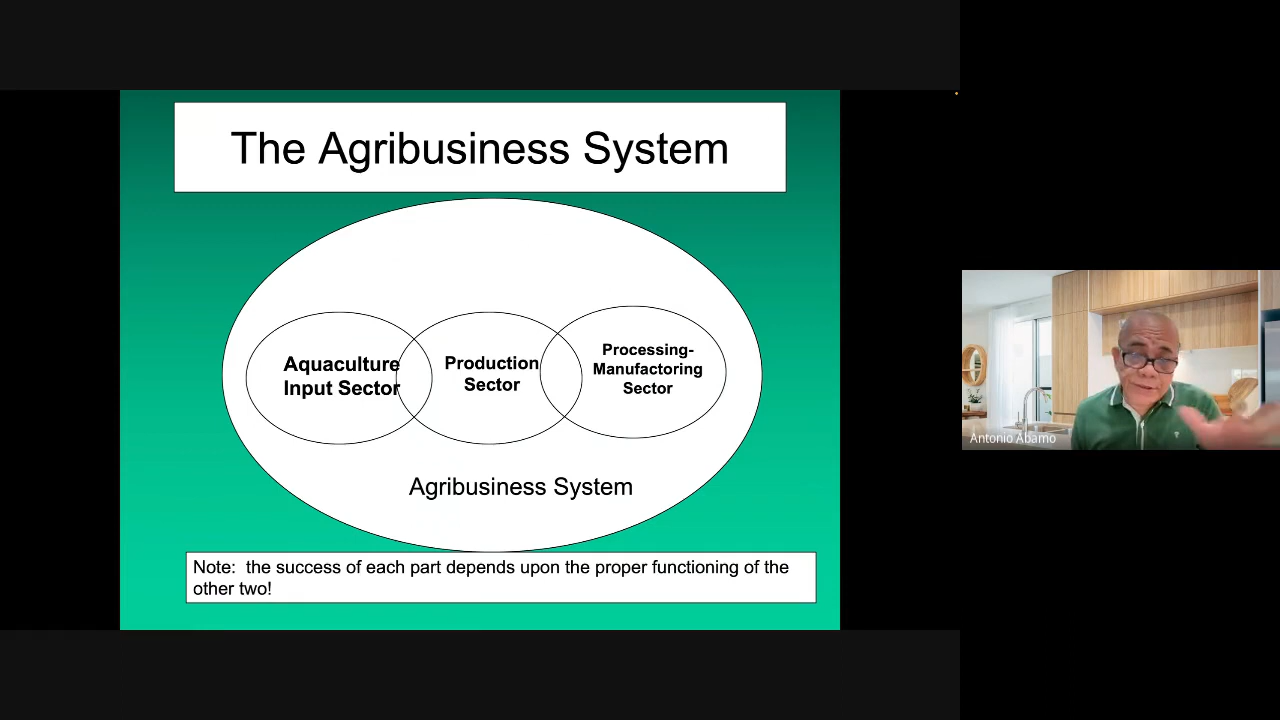 The Agribusiness System
Aquaculture
Input Sector
Production
Sector
Processing-
Manufactoring
Sector
Agribusiness System
Note:  the success of each part depends upon the proper functioning of the
other two!
Antonio Abamo